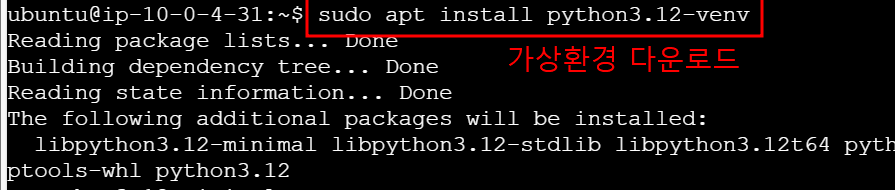 ubuntu@ip-10-0-4-31:~$ sudo apt install python3.12-venv
Reading package lists... Done
가상환경 다운로드
Building dependency tree... Done
Reading state information... Done
The following additional packages will be installed:
libpython3.12-minimal libpython3.12-stdlib libpython3.12t64 pyth
ptools-whl python3.12